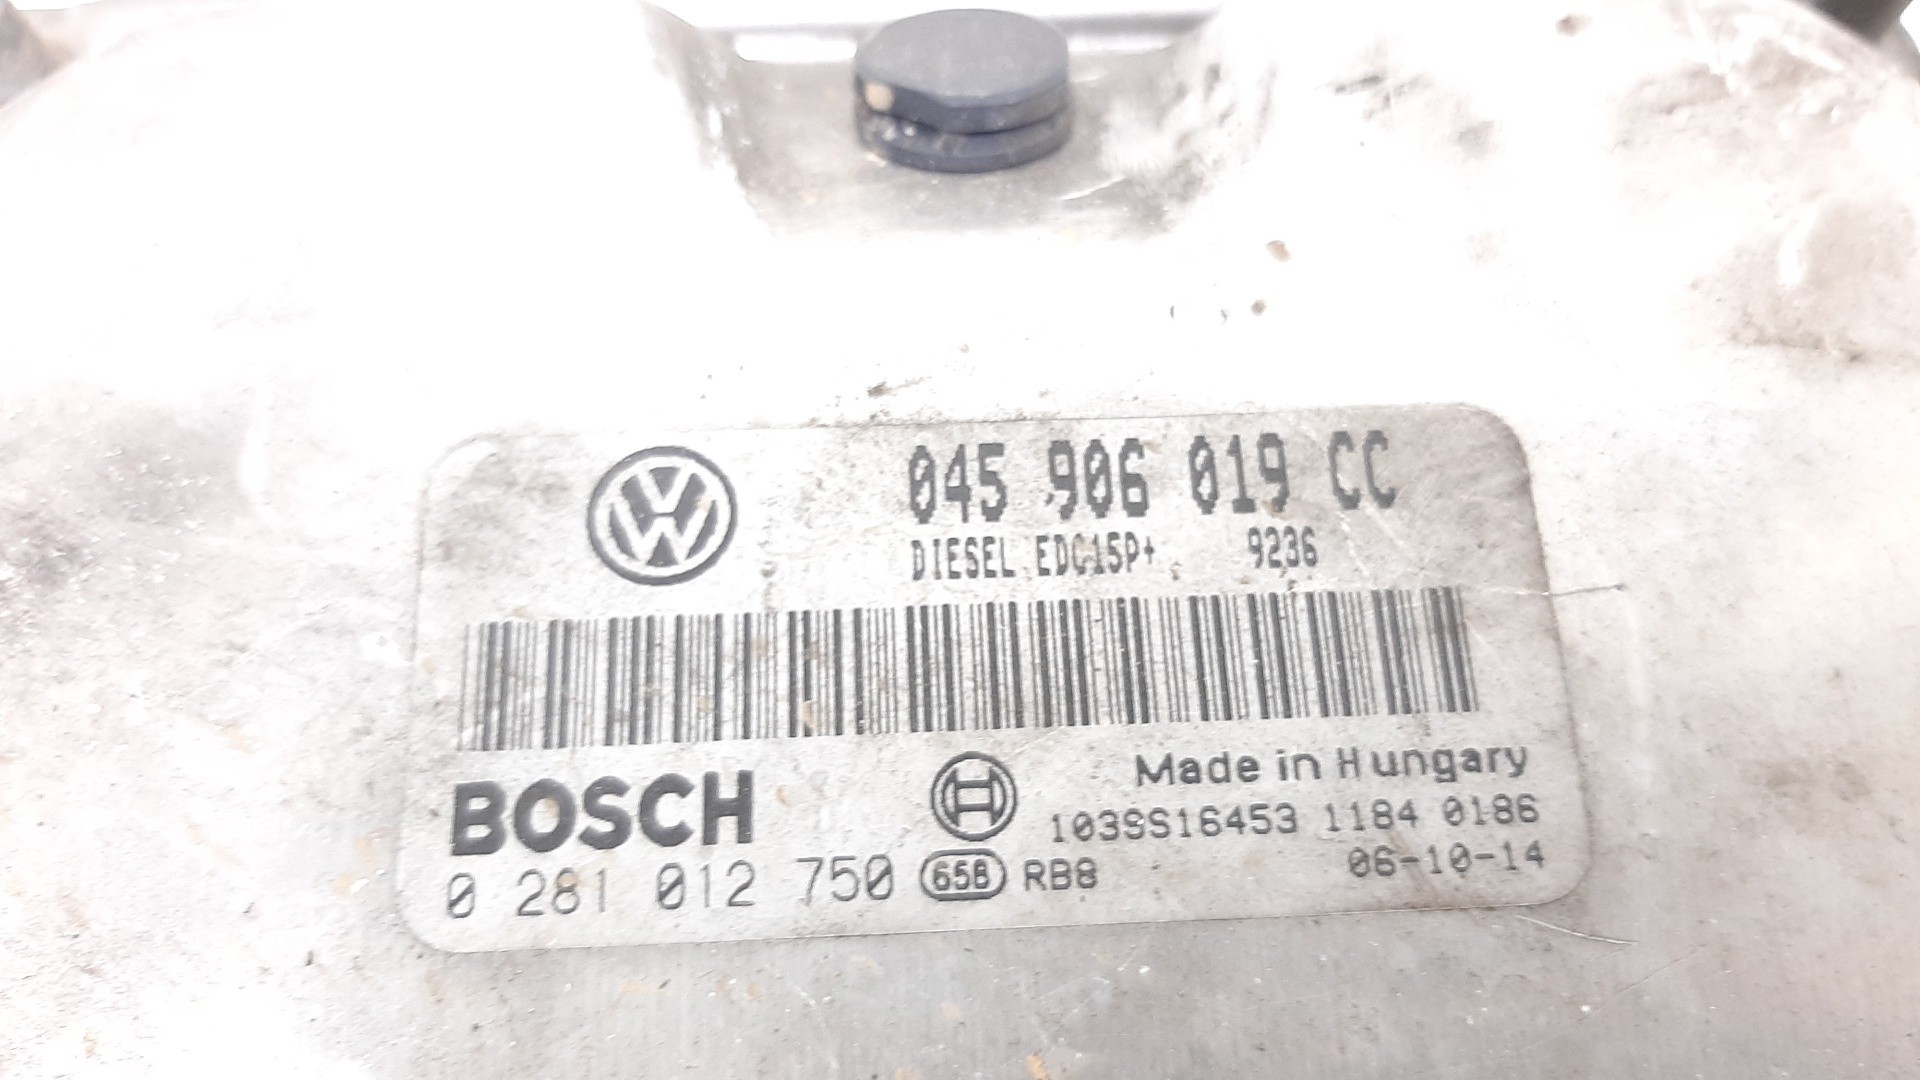 045 906 019 CC
DIESEL EDC15P+ 9236
BOSCH
Made in Hungary
1039S16453 1184 0186
0 281 012 750 65B RB8 06-10-14